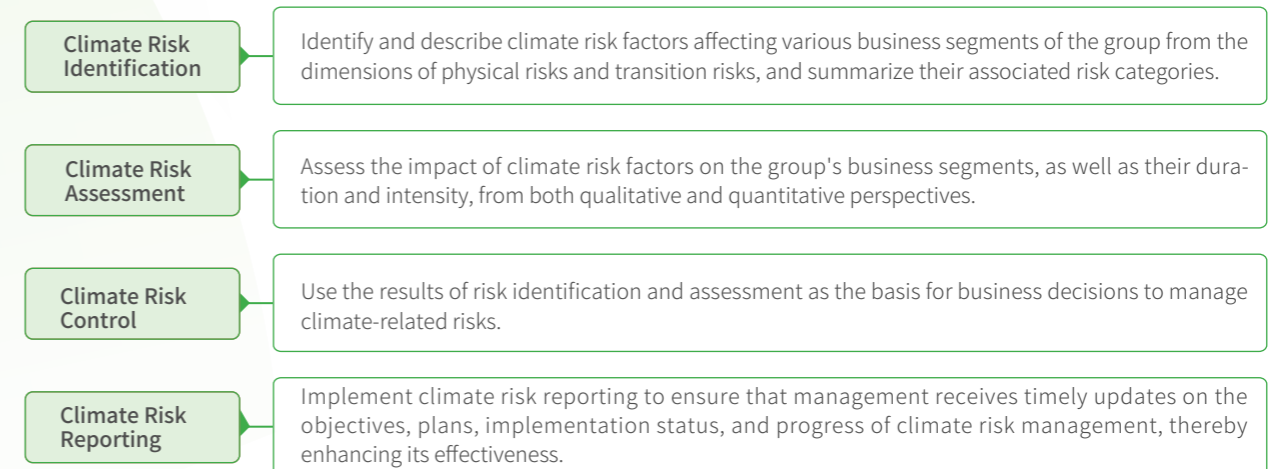 Climate Risk
Identification
Identify and describe climate risk factors affecting various business segments of the group from the
dimensions of physical risks and transition risks, and summarize their associated risk categories.
Climate Risk
Assessment
Assess the impact of climate risk factors on the group's business segments, as well as their dura-
tion and intensity, from both qualitative and quantitative perspectives.
Climate Risk
Control
Use the results of risk identification and assessment as the basis for business decisions to manage
climate-related risks.
Climate Risk
Reporting
Implement climate risk reporting to ensure that management receives timely updates on the
objectives, plans, implementation status, and progress of climate risk management, thereby
enhancing its effectiveness.